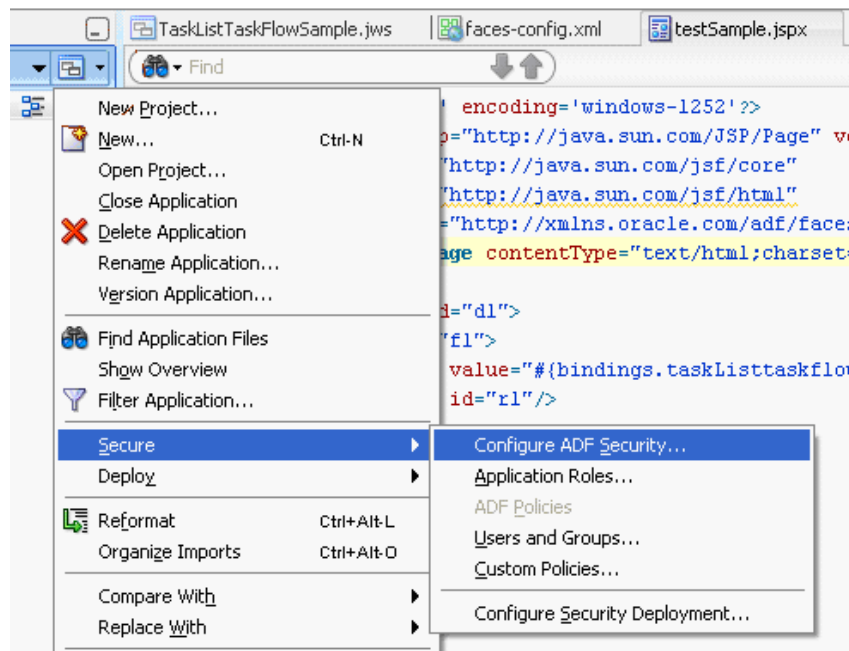 TaskListTaskFlowSample.jws faces-config.xml testSample.jspx
Find
New Project... ' encoding='windows-1252'?>
New... Ctrl-N ="http://java.sun.com/JSP/Page" v
Open Project... "http://java.sun.com/jsf/core"
Close Application "http://java.sun.com/jsf/html"
Delete Application ="http://xmlns.oracle.com/adf/face
Rename Application... age contentType="text/html;charset=
Version Application...
d="d1">
Find Application Files "f1">
Show Overview value="#{bindings.taskListtaskflo
Filter Application... id="r1"/>
Secure Configure ADF Security...
Deploy Application Roles...
ADF Policies
Reformat Ctrl+Alt-L Users and Groups...
Organize Imports Ctrl+Alt-O Custom Policies...
Compare With Configure Security Deployment...
Replace With